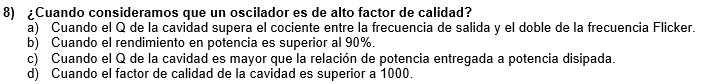 8) ¿Cuando consideramos que un oscilador es de alto factor de calidad?
a) Cuando el Q de la cavidad supera el cociente entre la frecuencia de salida y el doble de la frecuencia Flicker.
b) Cuando el rendimiento en potencia es superior al 90%.
c) Cuando el Q de la cavidad es mayor que la relación de potencia entregada a potencia disipada.
d) Cuando el factor de calidad de la cavidad es superior a 1000.